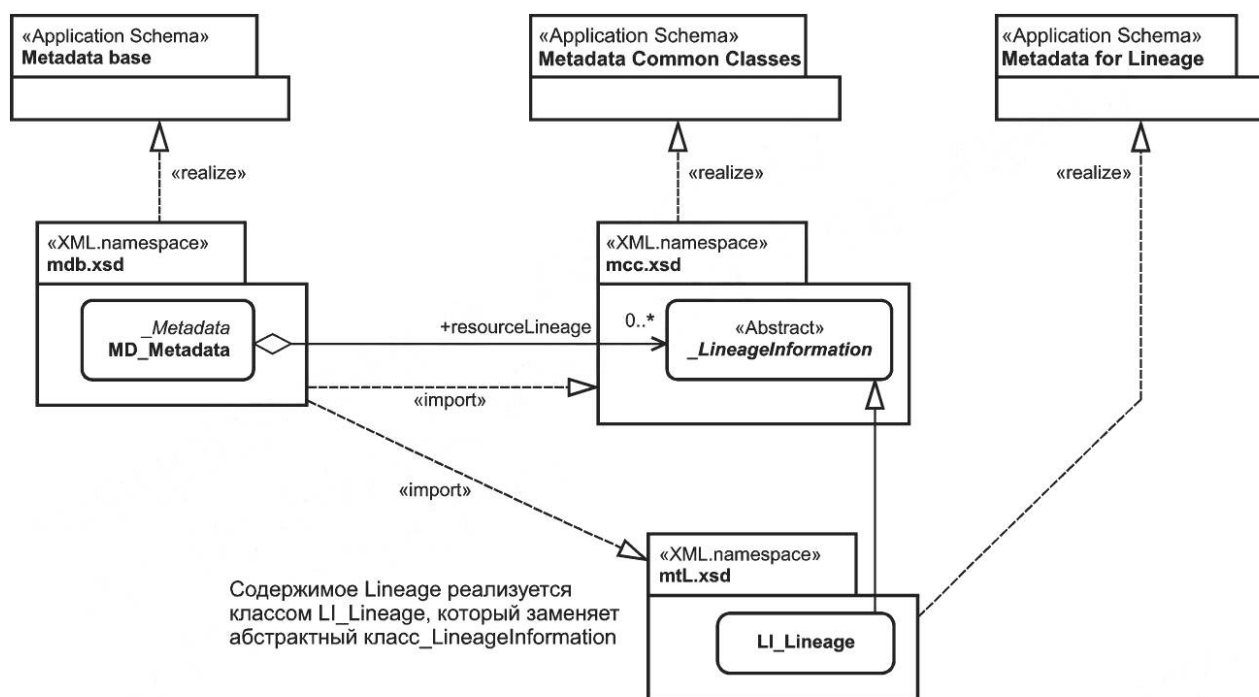 «Application Schema»
Metadata base
«Application Schema»
Metadata Common Classes
«Application Schema»
Metadata for Lineage
«realize»
«realize»
«realize»
«XML.namespace»
mdb.xsd
«XML.namespace»
mcc.xsd
_Metadata
MD_Metadata
+resourceLineage
0..*
«Abstract»
_LineageInformation
«import»
«import»
«XML.namespace»
mtL.xsd
Содержимое Lineage реализуется
классом LI_Lineage, который заменяет
абстрактный класс_LineageInformation
LI_Lineage